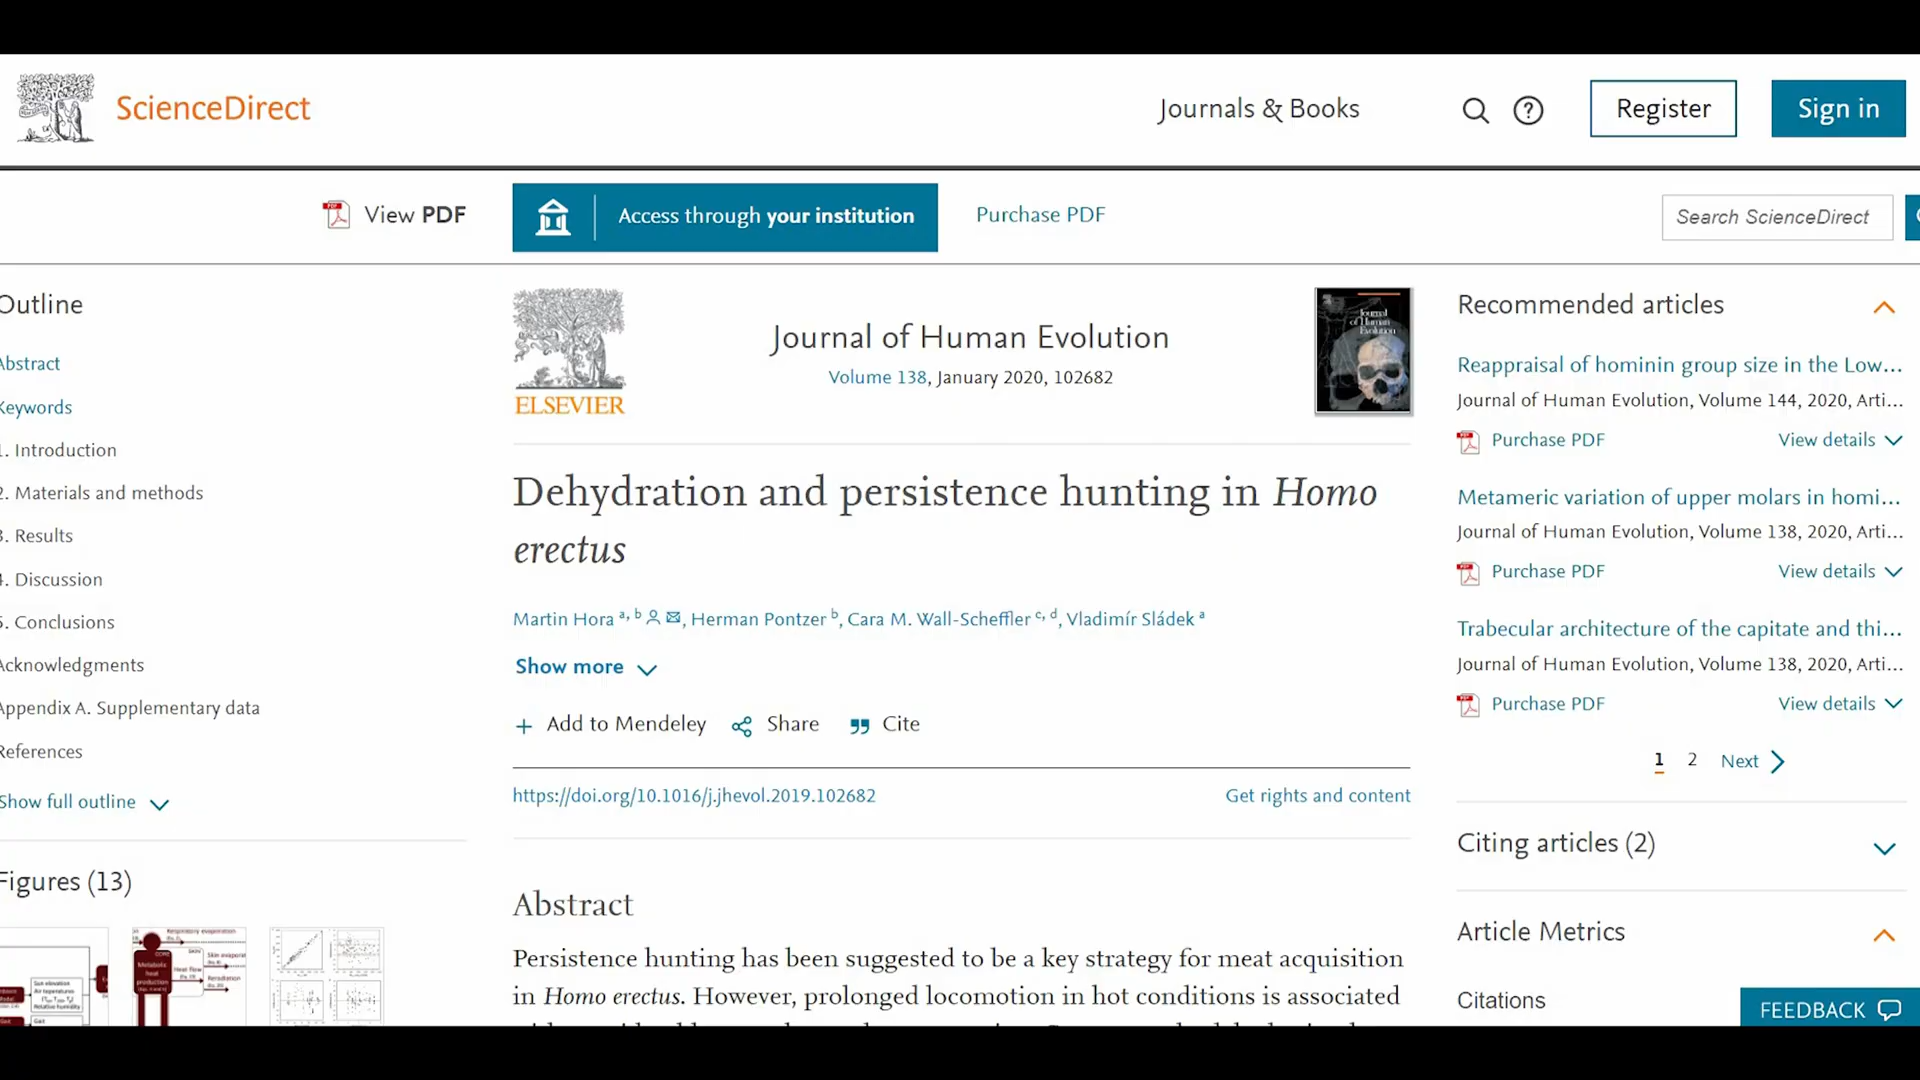 ScienceDirect
Journals & Books
Register
Sign in
View PDF
Access through your institution
Purchase PDF
Search ScienceDirect
Outline
Abstract
Keywords
1. Introduction
2. Materials and methods
3. Results
4. Discussion
5. Conclusions
Acknowledgments
Appendix A. Supplementary data
References
Show full outline
Figures (13)
ELSEVIER
Journal of Human Evolution
Volume 138, January 2020, 102682
Journal
of Human
Evolution
Dehydration and persistence hunting in Homo
erectus
Martin Hora a, b, Herman Pontzer b, Cara M. Wall-Scheffler c, d, Vladimír Sládek a
Show more
Add to Mendeley Share Cite
https://doi.org/10.1016/j.jhevol.2019.102682
Get rights and content
Abstract
Persistence hunting has been suggested to be a key strategy for meat acquisition
in Homo erectus. However, prolonged locomotion in hot conditions is associated
Recommended articles
Reappraisal of hominin group size in the Low...
Journal of Human Evolution, Volume 144, 2020, Arti...
Purchase PDF View details
Metameric variation of upper molars in homi...
Journal of Human Evolution, Volume 138, 2020, Arti...
Purchase PDF View details
Trabecular architecture of the capitate and thi...
Journal of Human Evolution, Volume 138, 2020, Arti...
Purchase PDF View details
1 2 Next
Citing articles (2)
Article Metrics
Citations
FEEDBACK